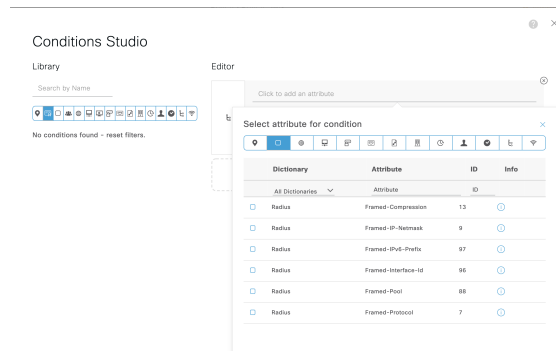 Conditions Studio
Library
Search by Name
No conditions found - reset filters.
Editor
Click to add an attribute
Select attribute for condition
Dictionary Attribute ID Info
All Dictionaries Attribute ID
Radius Framed-Compression 13
Radius Framed-IP-Netmask 9
Radius Framed-IPv6-Prefix 97
Radius Framed-Interface-Id 96
Radius Framed-Pool 88
Radius Framed-Protocol 7